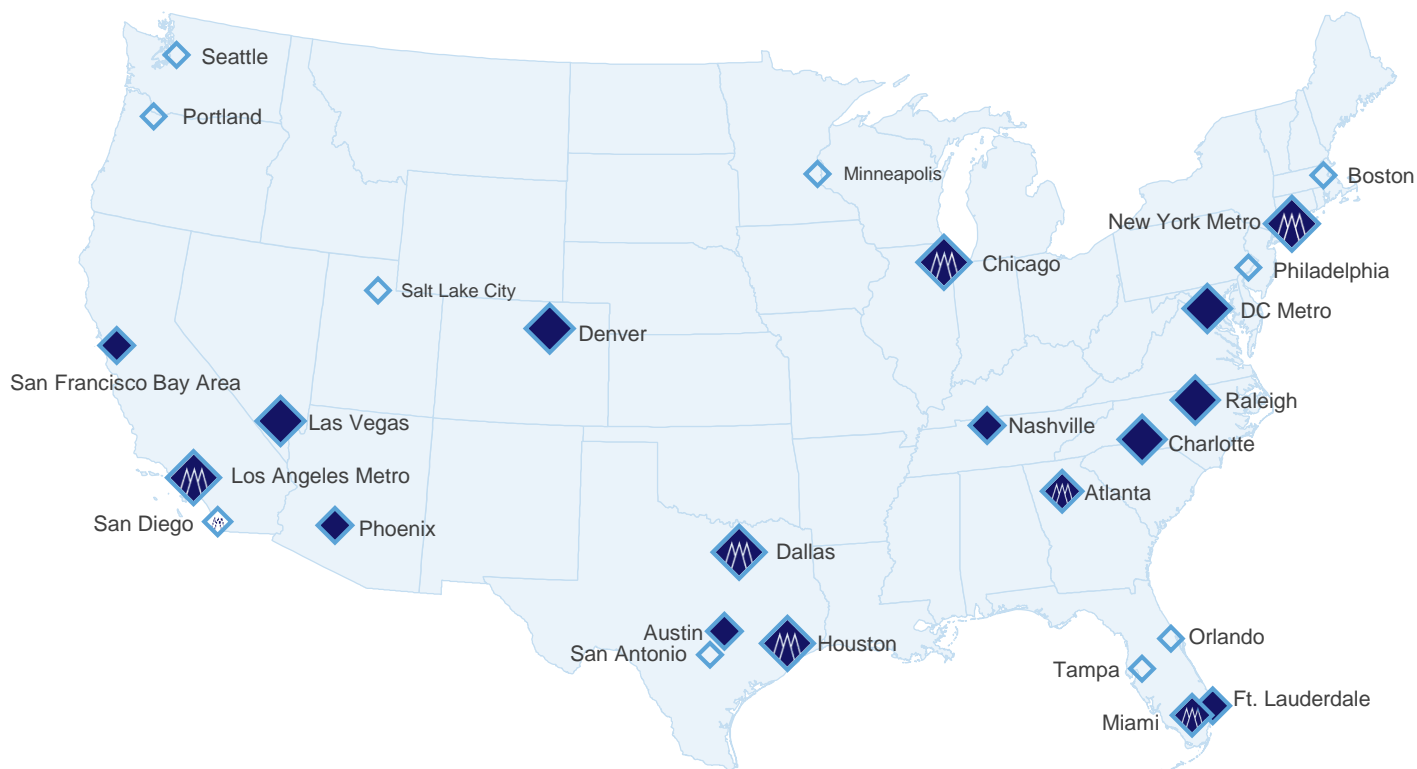 Seattle
Portland
Minneapolis
Boston
New York Metro
Chicago
Philadelphia
Salt Lake City
DC Metro
Denver
San Francisco Bay Area
Raleigh
Las Vegas
Nashville
Charlotte
Los Angeles Metro
Atlanta
San Diego
Phoenix
Dallas
Austin
Orlando
Houston
San Antonio
Tampa
Ft. Lauderdale
Miami